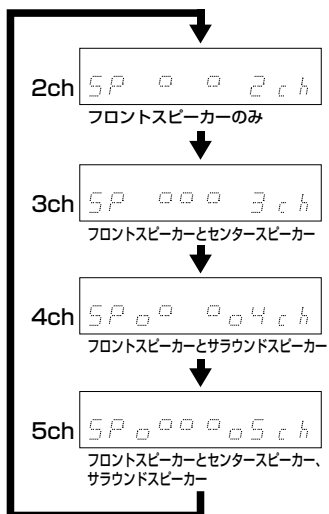 2ch
SP o o 2ch
フロントスピーカーのみ
3ch
SP ooo 3ch
フロントスピーカーとセンタースピーカー
4ch
SPoo oo4ch
フロントスピーカーとサラウンドスピーカー
5ch
SPooooo5ch
フロントスピーカーとセンタースピーカー、
サラウンドスピーカー